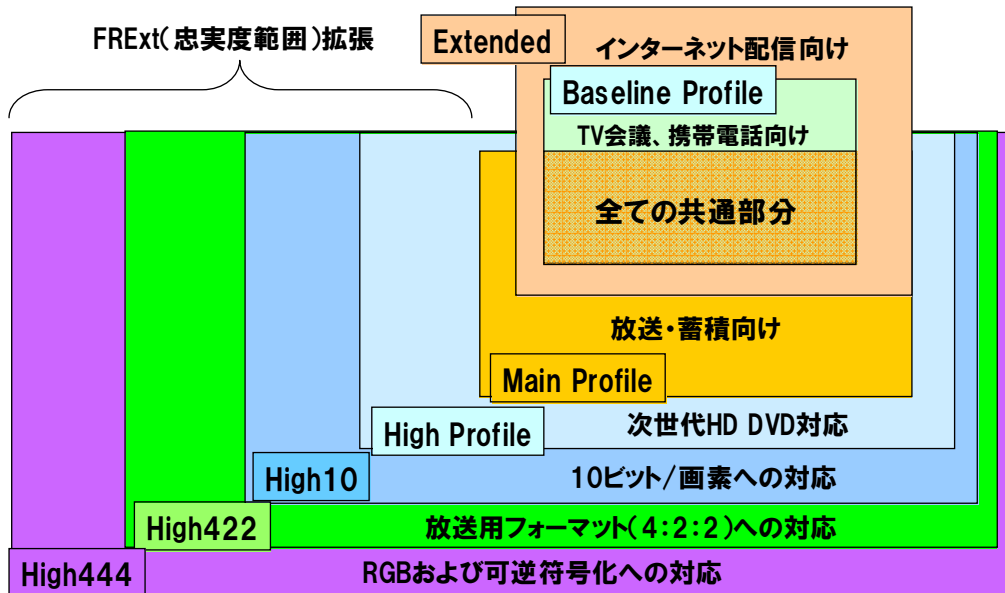 FRExt(忠実度範囲)拡張
Extended
インターネット配信向け
Baseline Profile
TV会議、携帯電話向け
全ての共通部分
放送・蓄積向け
Main Profile
次世代HD DVD対応
High Profile
10ビット/画素への対応
High10
放送用フォーマット(4:2:2)への対応
High422
RGBおよび可逆符号化への対応
High444